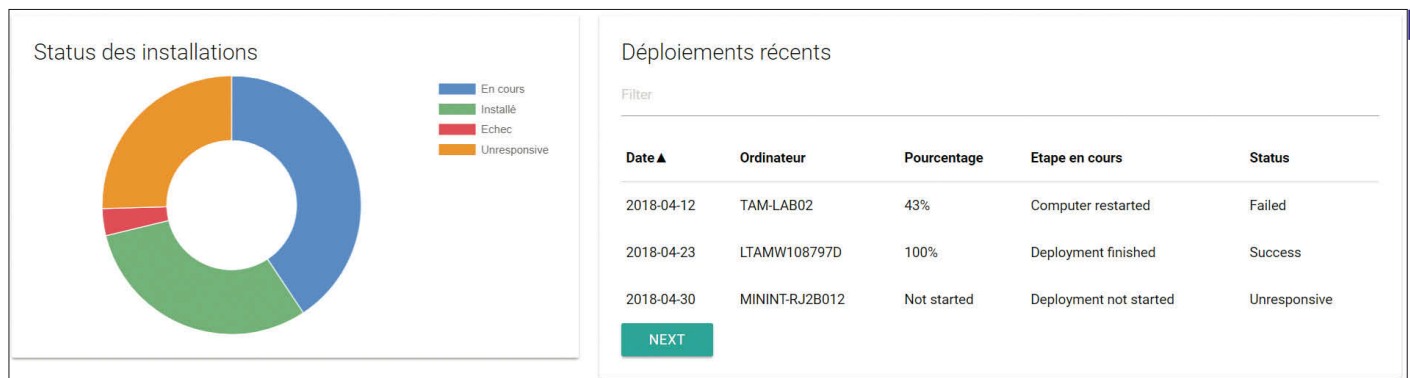 Status des installations
En cours
Installé
Echec
Unresponsive
Déploiements récents
Filter
Date▲ Ordinateur Pourcentage Etape en cours Status
2018-04-12 TAM-LAB02 43% Computer restarted Failed
2018-04-23 LTAMW108797D 100% Deployment finished Success
2018-04-30 MININT-RJ2B012 Not started Deployment not started Unresponsive
NEXT